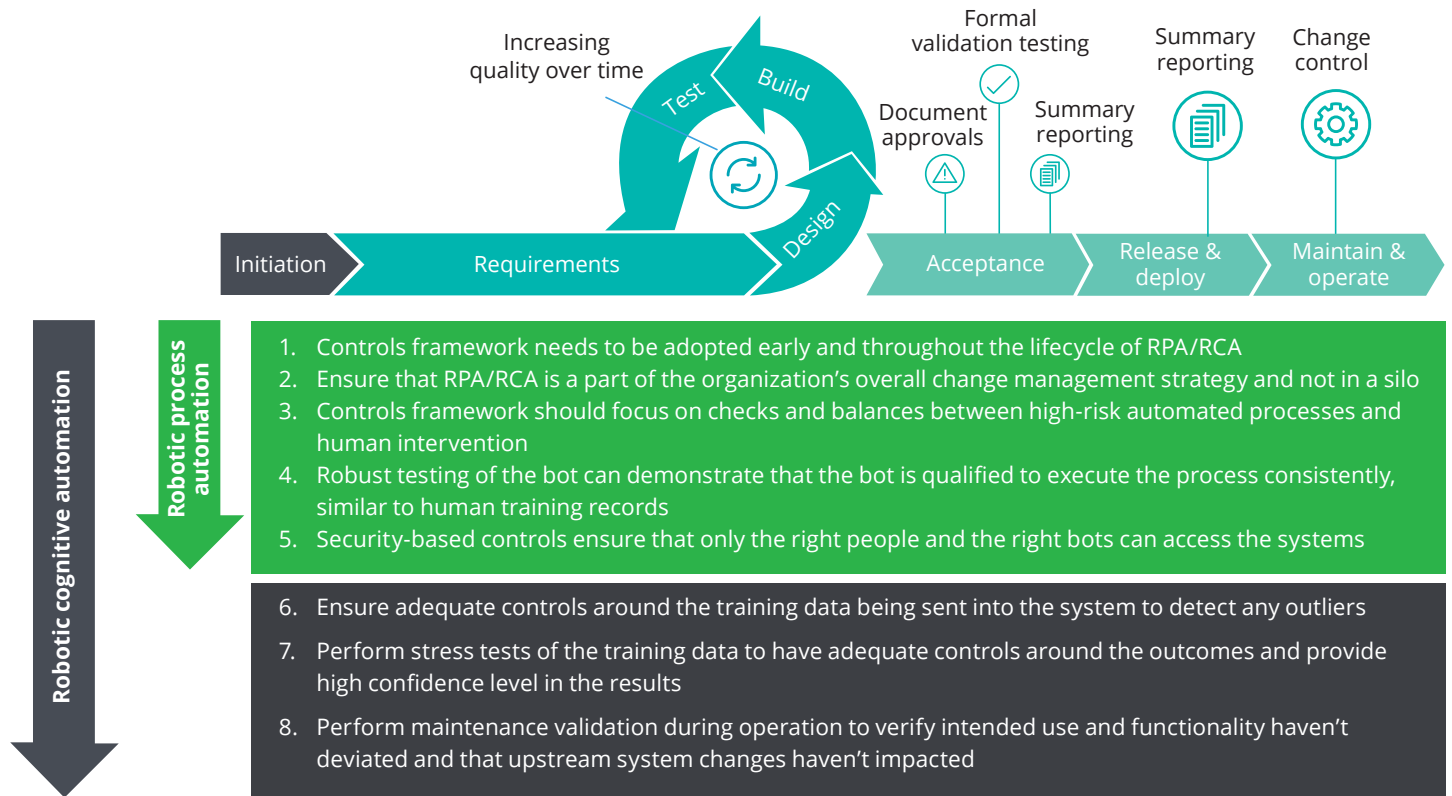 Increasing
quality over time
Test
Build
Design
Formal
validation testing
Document
approvals
Summary
reporting
Summary
reporting
Change
control
Initiation
Requirements
Acceptance
Release &
deploy
Maintain &
operate
Robotic cognitive automation
Robotic process
automation
1. Controls framework needs to be adopted early and throughout the lifecycle of RPA/RCA
2. Ensure that RPA/RCA is a part of the organization’s overall change management strategy and not in a silo
3. Controls framework should focus on checks and balances between high-risk automated processes and
human intervention
4. Robust testing of the bot can demonstrate that the bot is qualified to execute the process consistently,
similar to human training records
5. Security-based controls ensure that only the right people and the right bots can access the systems
6. Ensure adequate controls around the training data being sent into the system to detect any outliers
7. Perform stress tests of the training data to have adequate controls around the outcomes and provide
high confidence level in the results
8. Perform maintenance validation during operation to verify intended use and functionality haven’t
deviated and that upstream system changes haven’t impacted